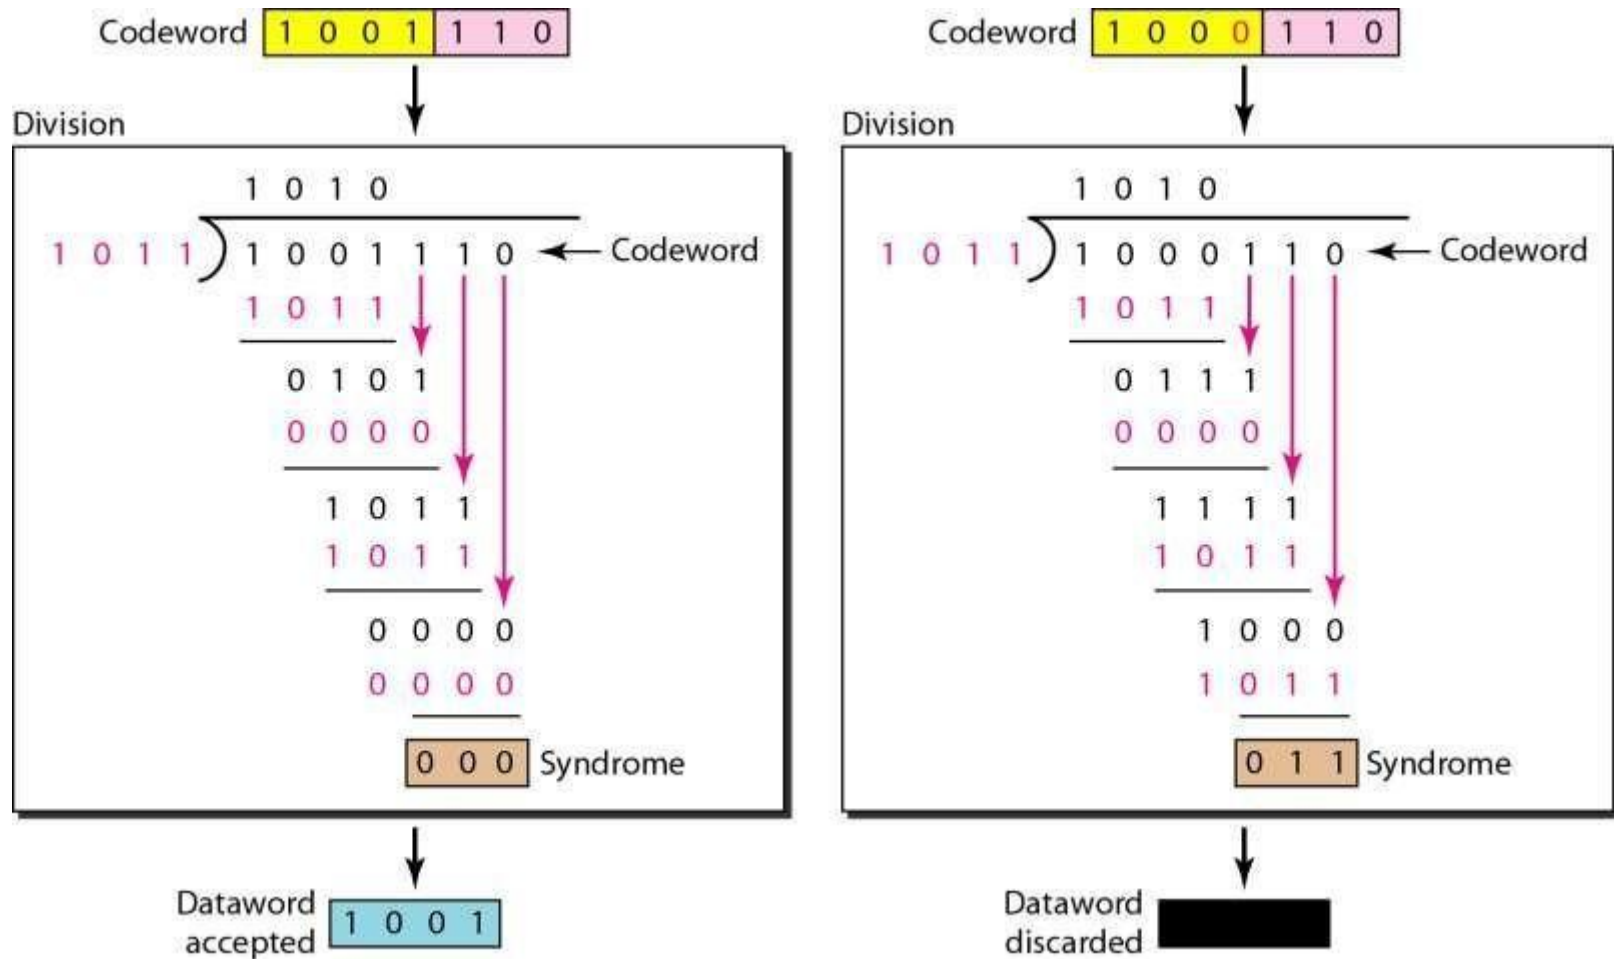 Codeword 1 0 0 1 1 1 0
Division
1 0 1 0
1 0 1 1 1 0 0 1 1 1 0 Codeword
1 0 1 1
0 1 0 1
0 0 0 0
1 0 1 1
1 0 1 1
0 0 0 0
0 0 0 0
0 0 0 Syndrome
Dataword
accepted
1 0 0 1
Codeword 1 0 0 0 1 1 0
Division
1 0 1 0
1 0 1 1 1 0 0 0 1 1 0 Codeword
1 0 1 1
0 1 1 1
0 0 0 0
1 1 1 1
1 0 1 1
1 0 0 0
1 0 1 1
0 1 1 Syndrome
Dataword
discarded